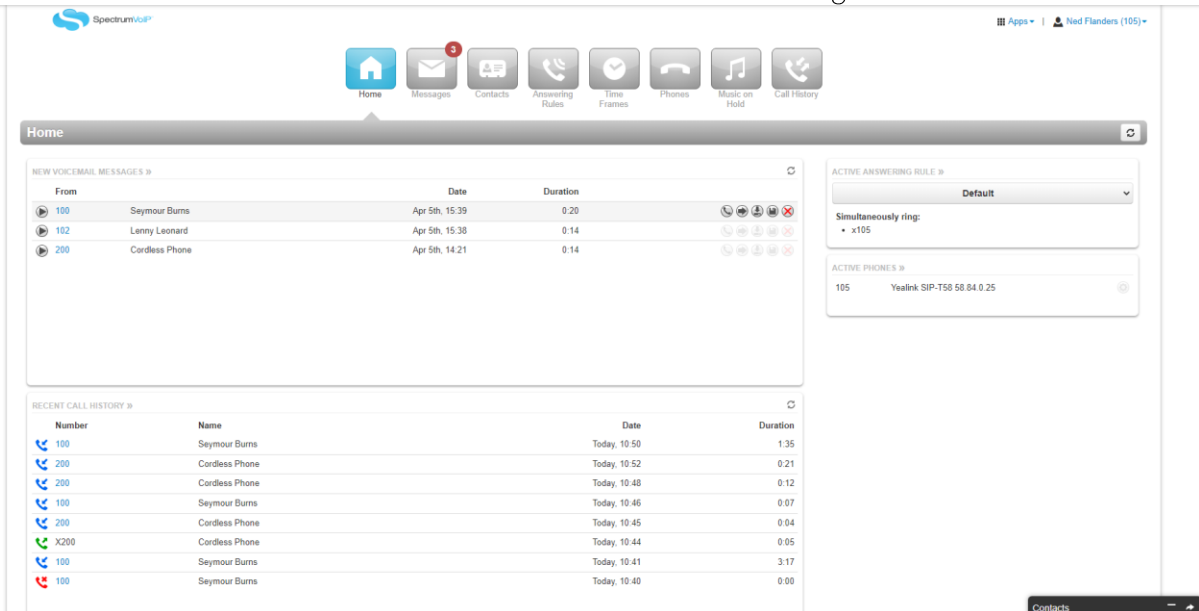 SpectrumVoIP
Apps | Ned Flanders (105)
3
Home Messages Contacts Answering Rules Time Frames Phones Music on Hold Call History
Home
NEW VOICEMAIL MESSAGES »
From Date Duration
100 Seymour Burns Apr 5th, 15:39 0:20
102 Lenny Leonard Apr 5th, 15:38 0:14
200 Cordless Phone Apr 5th, 14:21 0:14
ACTIVE ANSWERING RULE »
Default
Simultaneously ring:
• x105
ACTIVE PHONES »
105 Yealink SIP-T58 58.84.0.25
RECENT CALL HISTORY »
Number Name Date Duration
100 Seymour Burns Today, 10:50 1:35
200 Cordless Phone Today, 10:52 0:21
200 Cordless Phone Today, 10:48 0:12
100 Seymour Burns Today, 10:46 0:07
200 Cordless Phone Today, 10:45 0:04
X200 Cordless Phone Today, 10:44 0:05
100 Seymour Burns Today, 10:41 3:17
100 Seymour Burns Today, 10:40 0:00
Contacts